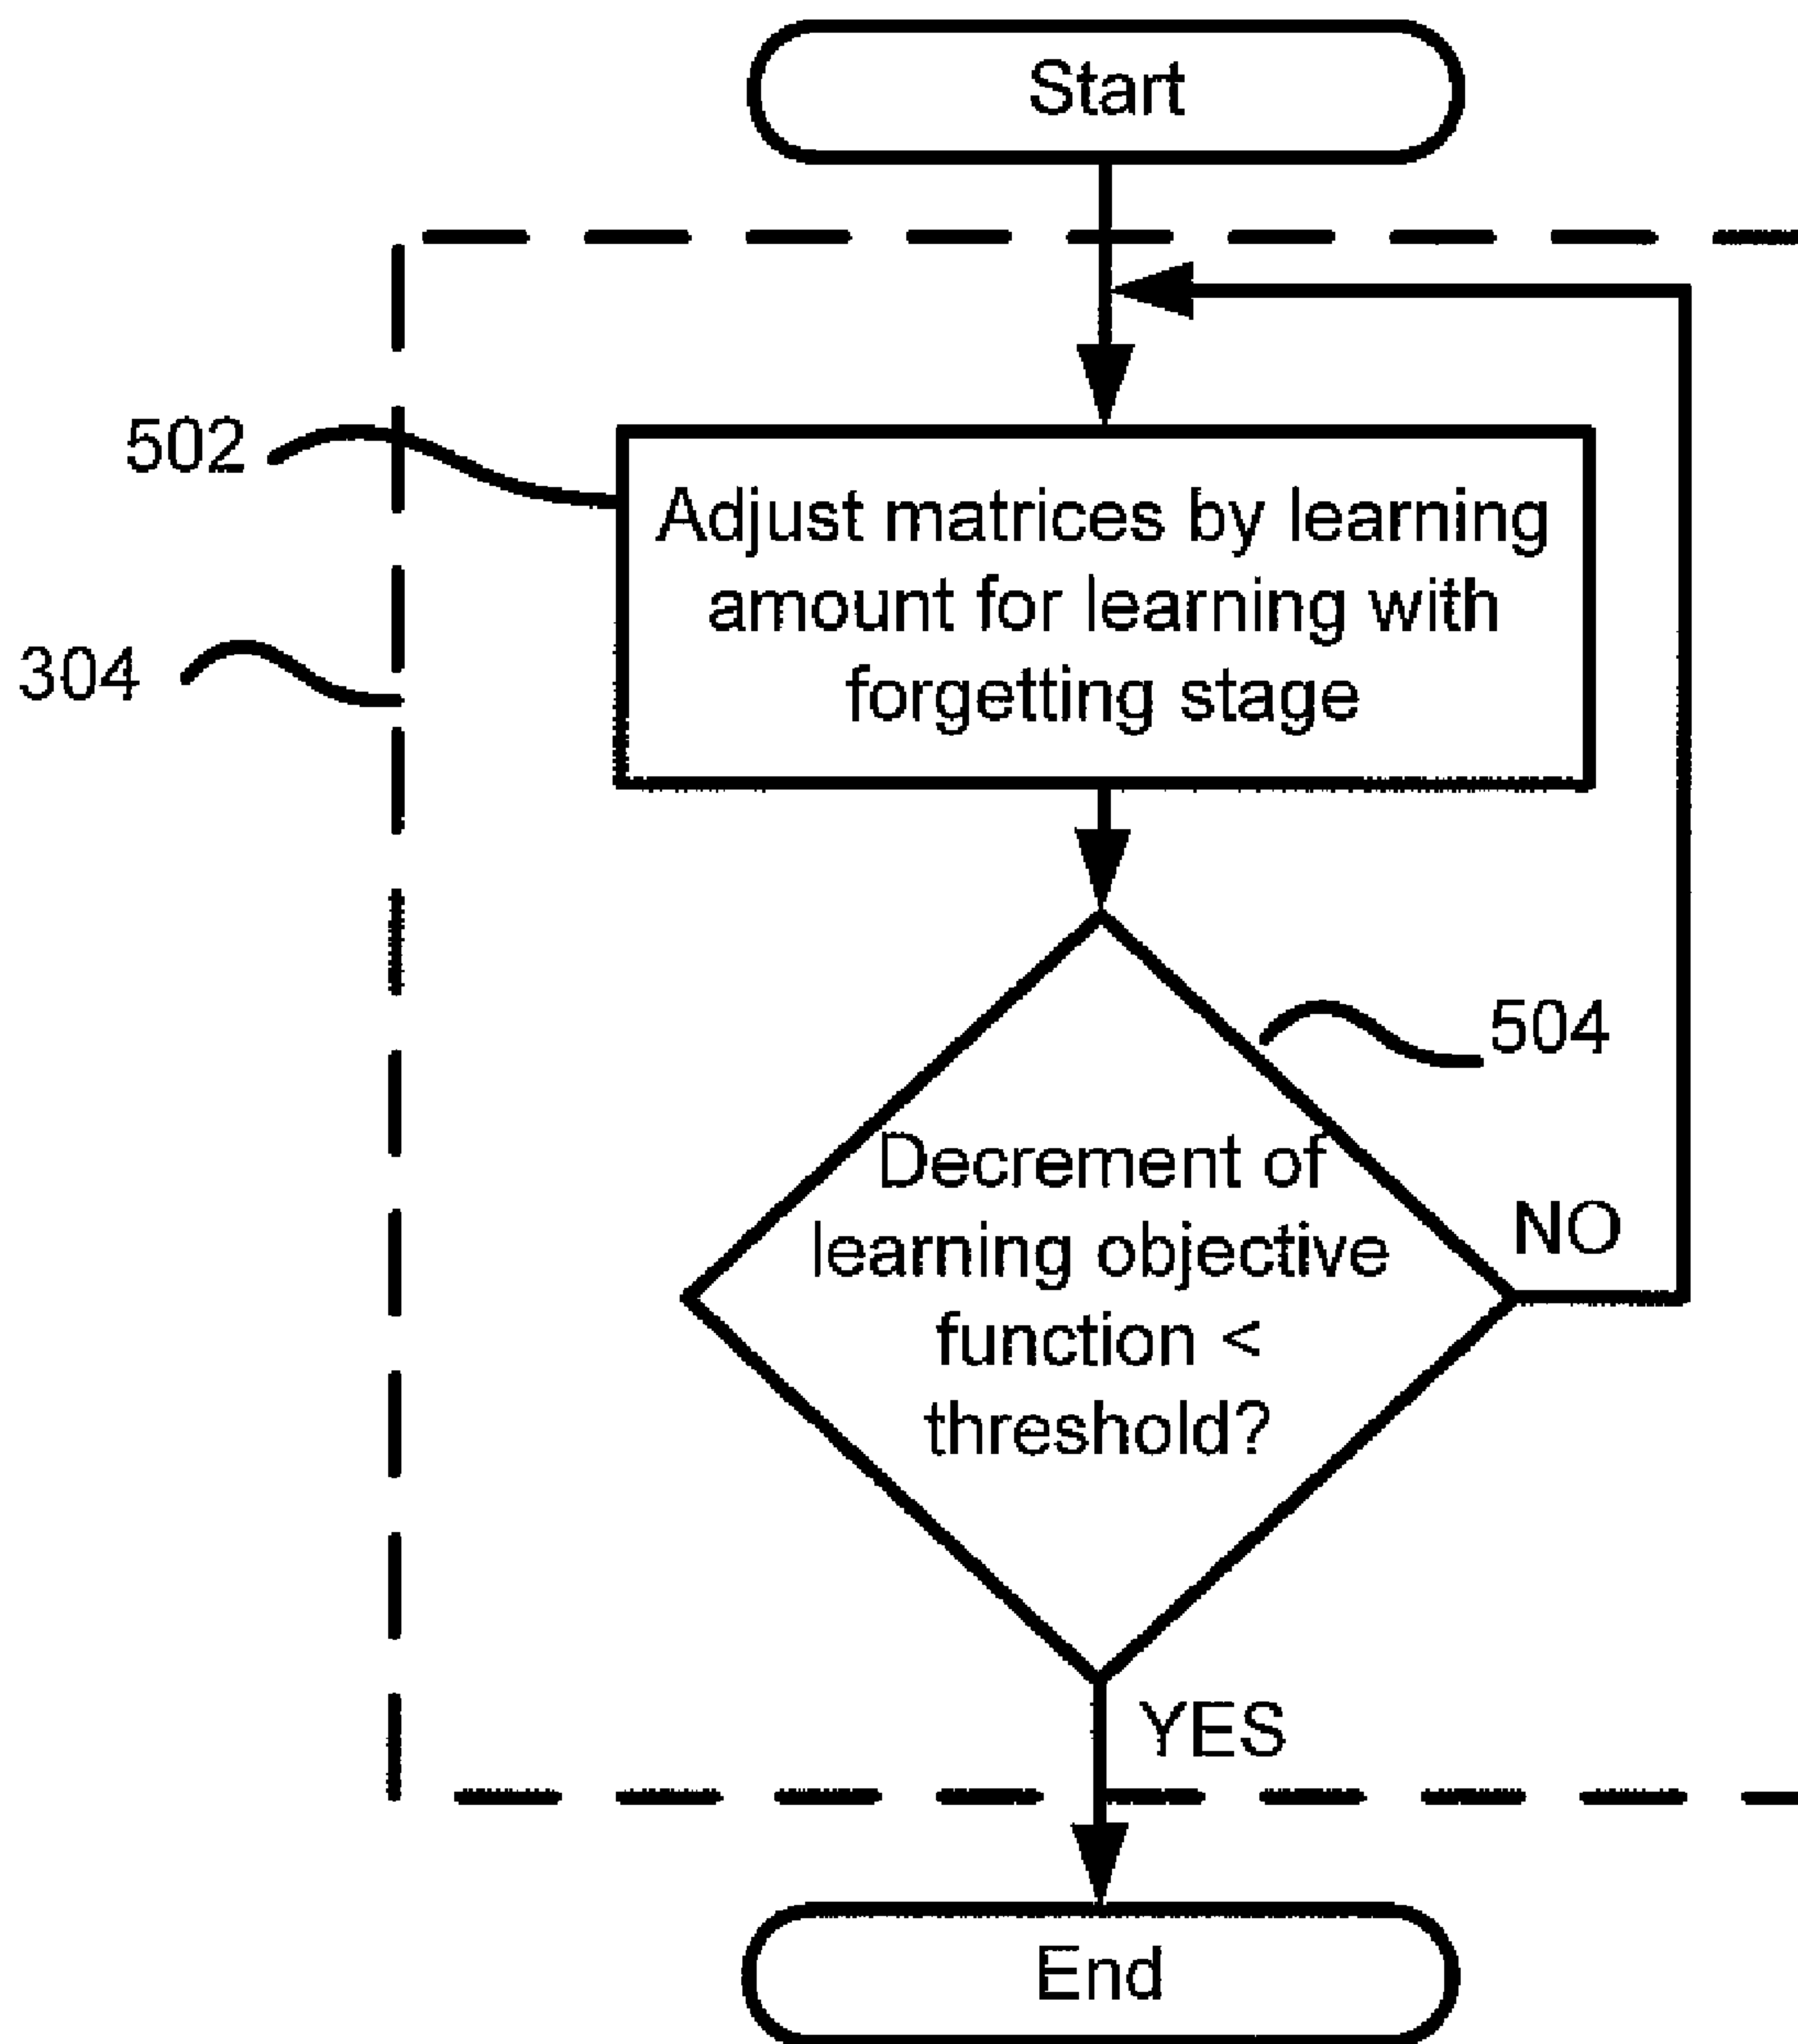 Start
502
Adjust matrices by learning
amount for learning with
forgetting stage
304
504
Decrement of
learning objective
function <
threshold?
NO
YES
End